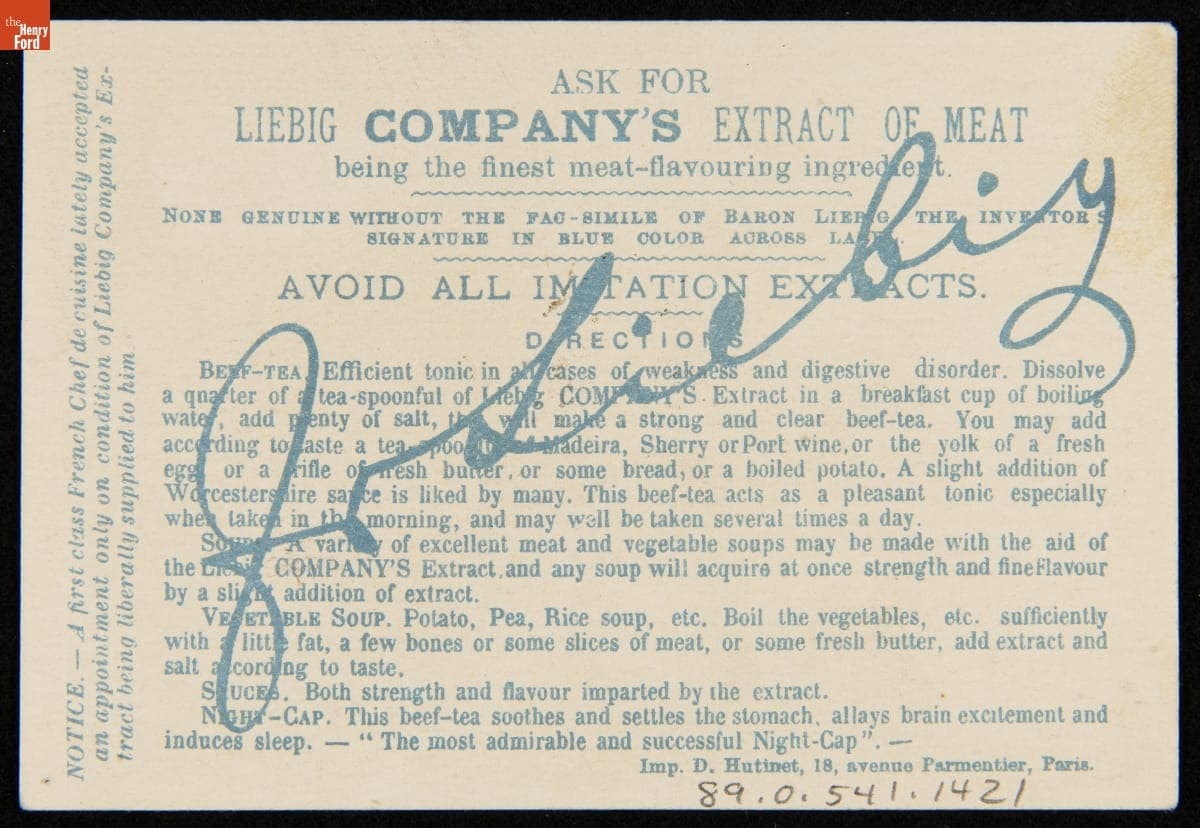 the
Henry
Ford
ASK FOR
LIEBIG COMPANY'S EXTRACT OF MEAT
being the finest meat-flavouring ingredient.
NONE GENUINE WITHOUT THE FAC-SIMILE OF BARON LIEBIG, THE INVENTOR'S
SIGNATURE IN BLUE COLOR ACROSS LABEL.
AVOID ALL IMITATION EXTRACTS.
DIRECTIONS
BEEF-TEA. Efficient tonic in all cases of weakness and digestive disorder. Dissolve
a quarter of a tea-spoonful of Liebig COMPANY'S Extract in a breakfast cup of boiling
water, add plenty of salt, this will make a strong and clear beef-tea. You may add
according to taste a tea-spoonful Madeira, Sherry or Port wine, or the yolk of a fresh
egg, or a trifle of fresh butter, or some bread, or a boiled potato. A slight addition of
Worcestershire sauce is liked by many. This beef-tea acts as a pleasant tonic especially
when taken in the morning, and may well be taken several times a day.
SOUPS. A variety of excellent meat and vegetable soups may be made with the aid of
the Liebig COMPANY'S Extract, and any soup will acquire at once strength and fine flavour
by a slight addition of extract.
VEGETABLE SOUP. Potato, Pea, Rice soup, etc. Boil the vegetables, etc. sufficiently
with a little fat, a few bones or some slices of meat, or some fresh butter, add extract and
salt according to taste.
SAUCES. Both strength and flavour imparted by the extract.
NIGHT-CAP. This beef-tea soothes and settles the stomach, allays brain excitement and
induces sleep. — "The most admirable and successful Night-Cap". —
Imp. D. Hutinet, 18, avenue Parmentier, Paris.
89.0.541.1421
NOTICE. — A first class French Chef de cuisine lutely accepted
an appointment only on condition of Liebig Company's Ex-
tract being liberally supplied to him.
J v Liebig